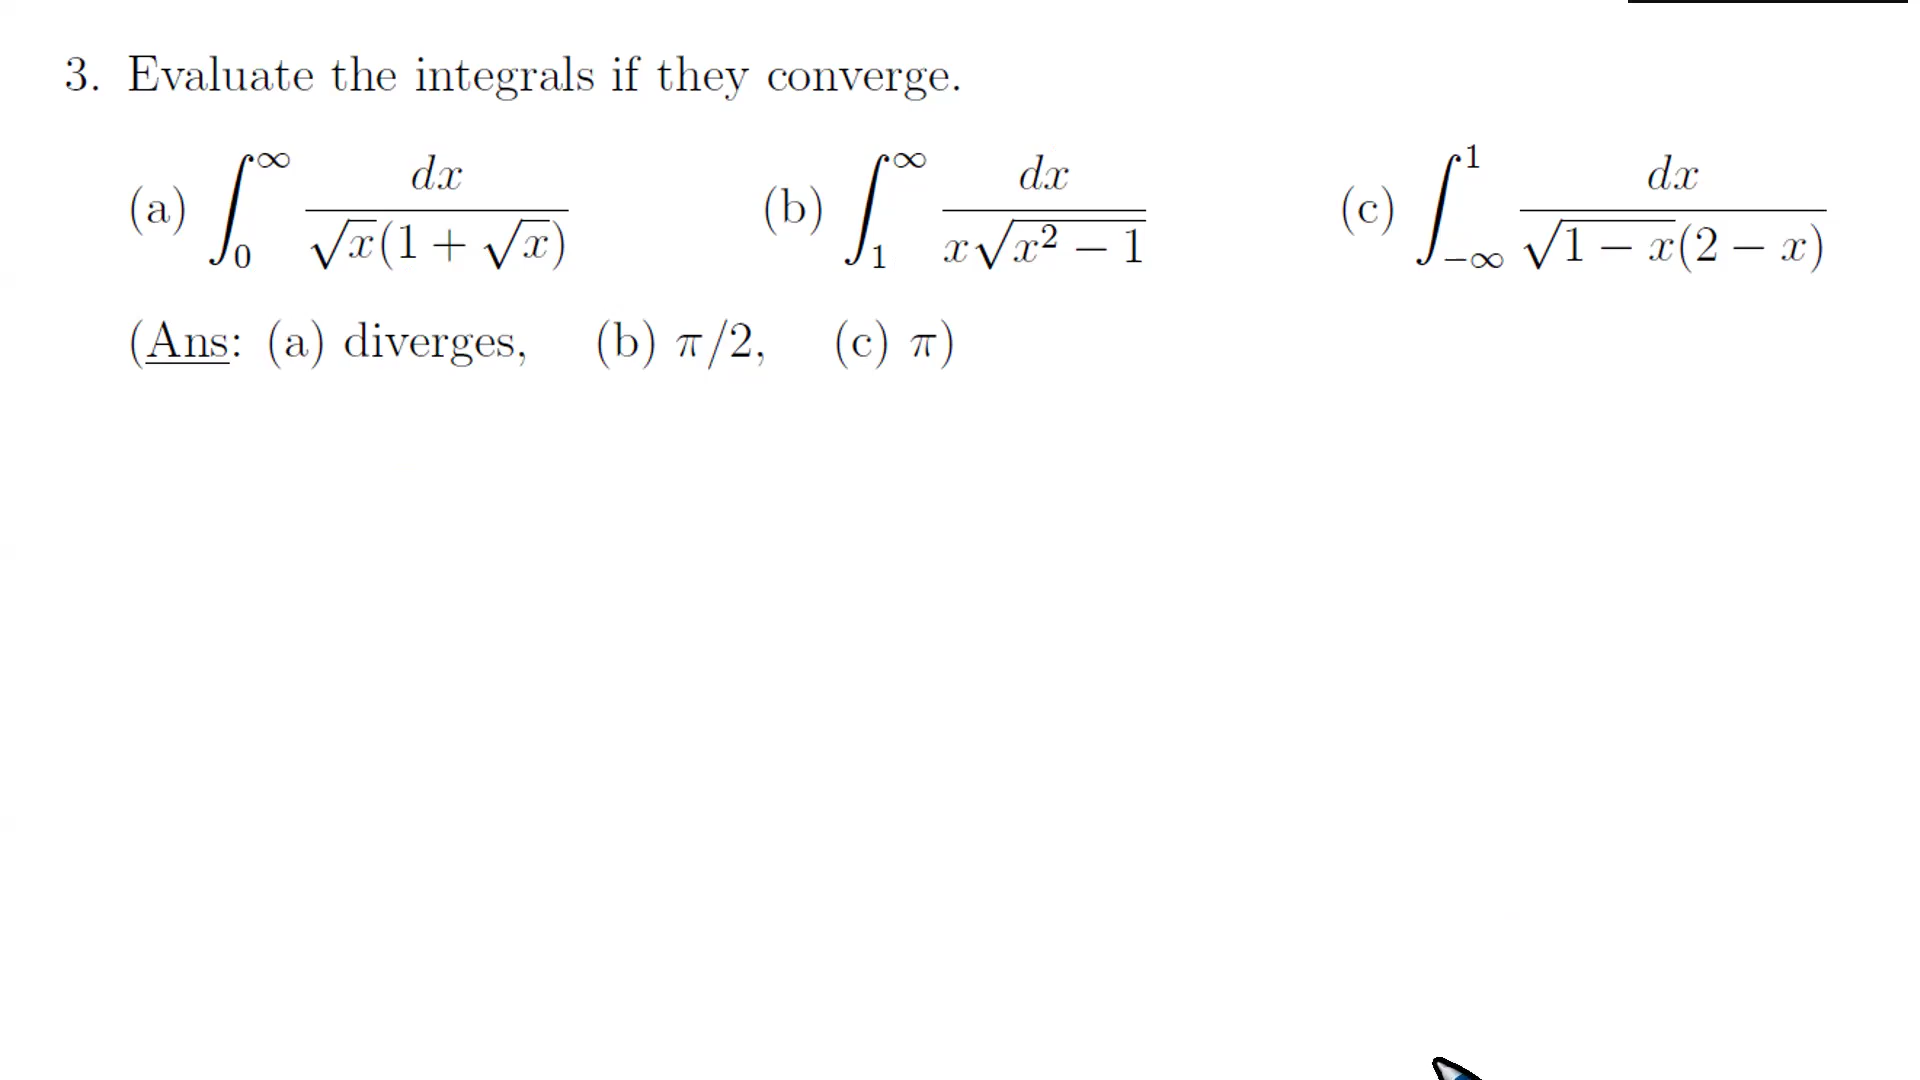 3. Evaluate the integrals if they converge.
(a) ∫_0^∞ dx / (√x(1 + √x)) (b) ∫_1^∞ dx / (x√(x² − 1)) (c) ∫_{−∞}^1 dx / (√(1 − x)(2 − x))
(Ans: (a) diverges, (b) π/2, (c) π)